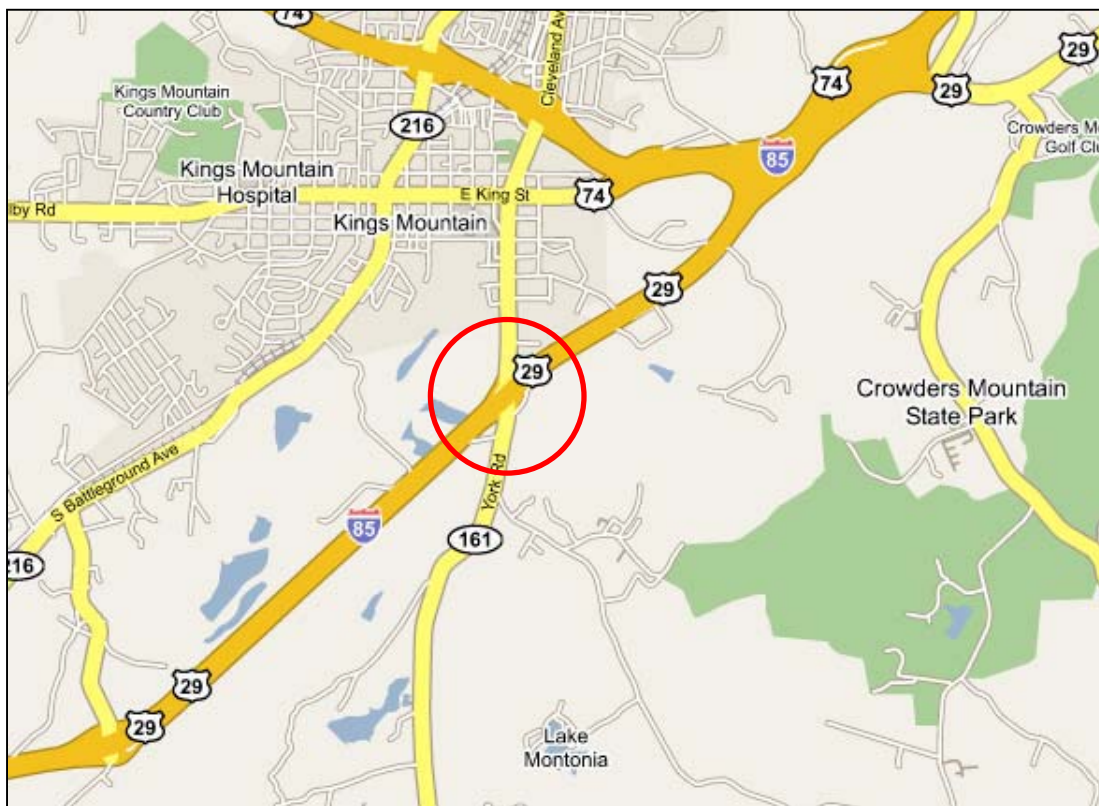 74
29
Cleveland Av
Kings Mountain
Country Club
74
29
216
85
Crowders Mo
Golf Clu
Kings Mountain
Hospital
lby Rd
E King St
74
Kings Mountain
29
29
Crowders Mountain
State Park
S Battleground Ave
York Rd
85
161
216
29
29
Lake
Montonia